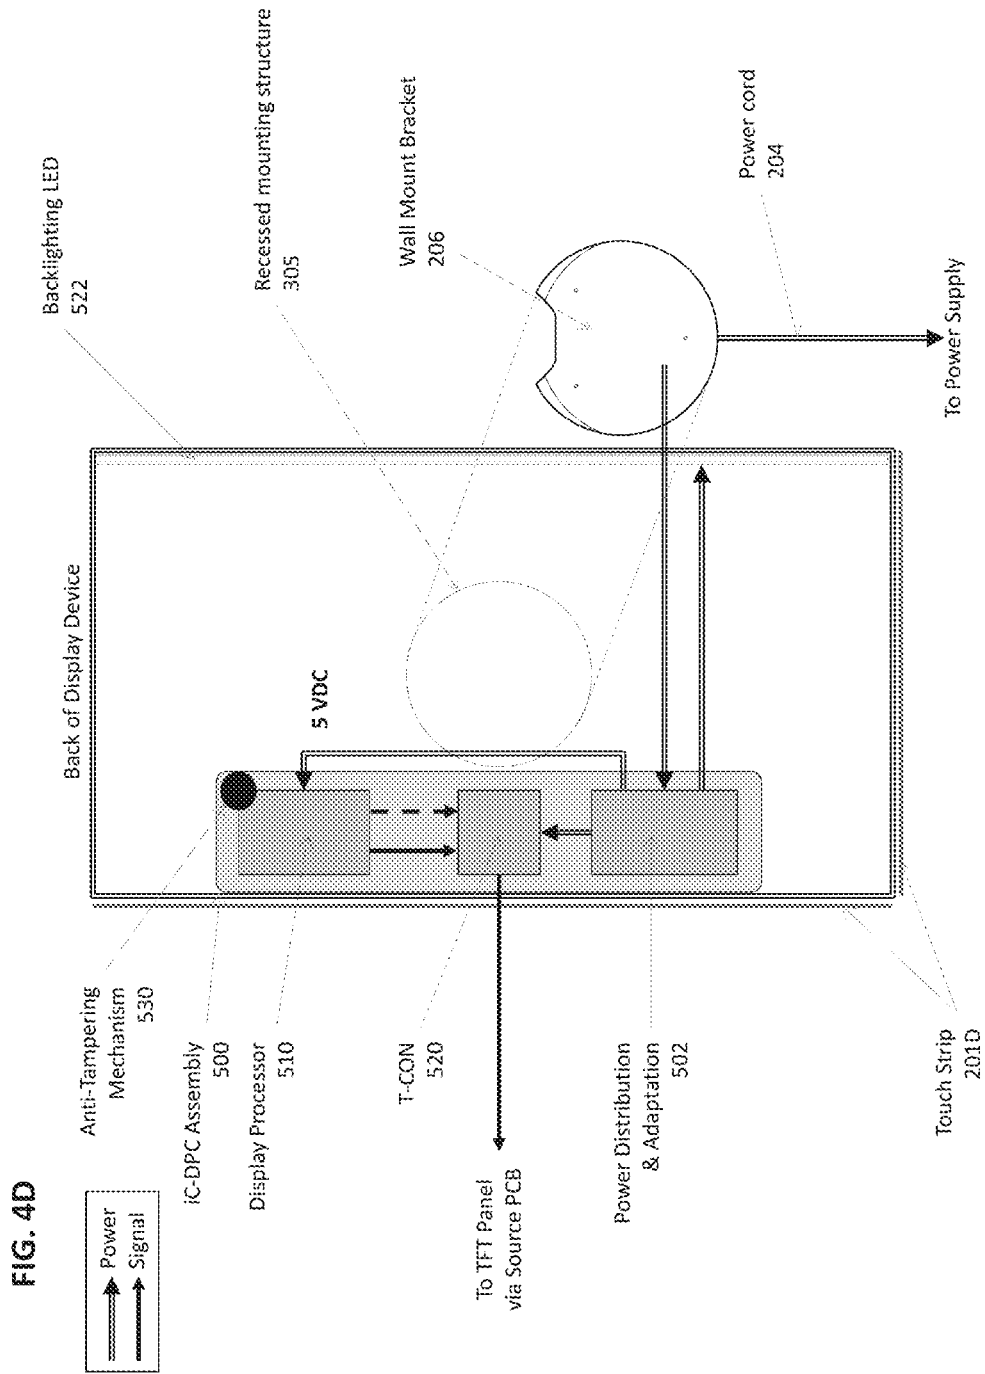 FIG. 4D
Power
Signal
Back of Display Device
Backlighting LED
522
Recessed mounting structure
305
Wall Mount Bracket
206
Power cord
204
To Power Supply
5 VDC
Anti-Tampering
Mechanism
530
iC-DPC Assembly
500
Display Processor
510
T-CON
520
To TFT Panel
via Source PCB
Power Distribution
& Adaptation
502
Touch Strip
201D